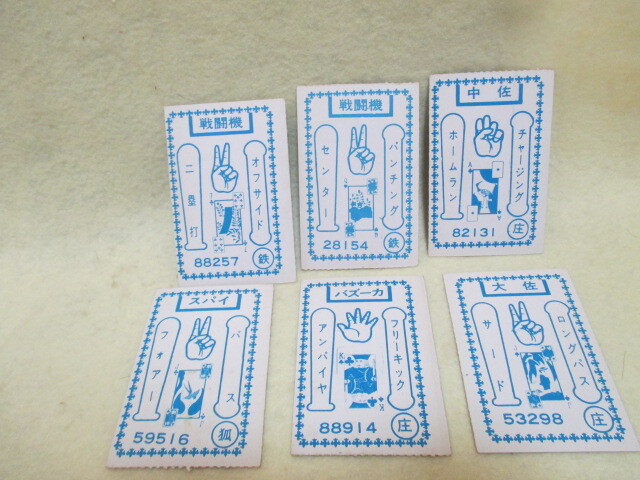 戦闘機
二塁打
オフサイド
88257
鉄
戦闘機
センター
パンチング
28154
鉄
中佐
ホームラン
チャージング
A
82131
庄
スパイ
フォアー
パス
59516
狐
バズーカ
アンパイヤ
フリーキック
K
K
88914
庄
大佐
サード
ロングパス
53298
庄